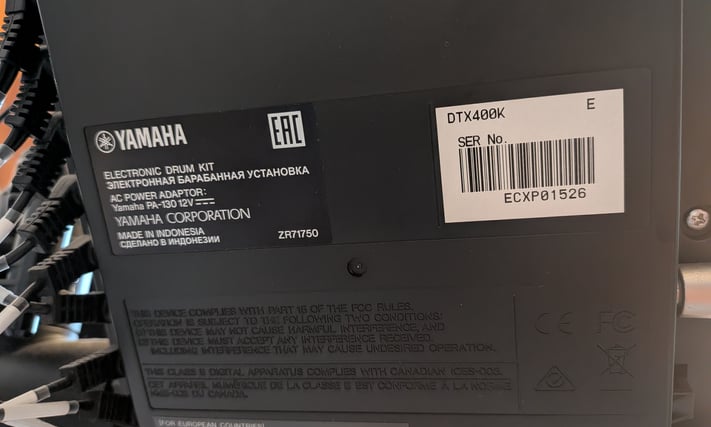 YAMAHA
EAC
ELECTRONIC DRUM KIT
ЭЛЕКТРОННАЯ БАРАБАННАЯ УСТАНОВКА
AC POWER ADAPTOR:
Yamaha PA-130 12V
YAMAHA CORPORATION
MADE IN INDONESIA
СДЕЛАНО В ИНДОНЕЗИИ
ZR71750
DTX400K E
SER No.
ECXP01526
THIS DEVICE COMPLIES WITH PART 15 OF THE FCC RULES.
OPERATION IS SUBJECT TO THE FOLLOWING TWO CONDITIONS:
(1) THIS DEVICE MAY NOT CAUSE HARMFUL INTERFERENCE, AND
(2) THIS DEVICE MUST ACCEPT ANY INTERFERENCE RECEIVED,
INCLUDING INTERFERENCE THAT MAY CAUSE UNDESIRED OPERATION.
CE FC
THIS CLASS B DIGITAL APPARATUS COMPLIES WITH CANADIAN ICES-003.
CET APPAREIL NUMÉRIQUE DE LA CLASSE B EST CONFORME À LA NORME
NMB-003 DU CANADA.
[FOR EUROPEAN COUNTRIES]